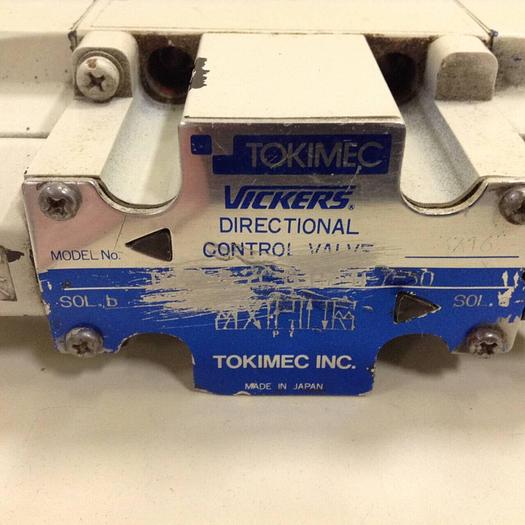 TOKIMEC
VICKERS®
DIRECTIONAL
CONTROL VALVE
MODEL No.
SOL. b
SOL.
P T
TOKIMEC INC.
MADE IN JAPAN